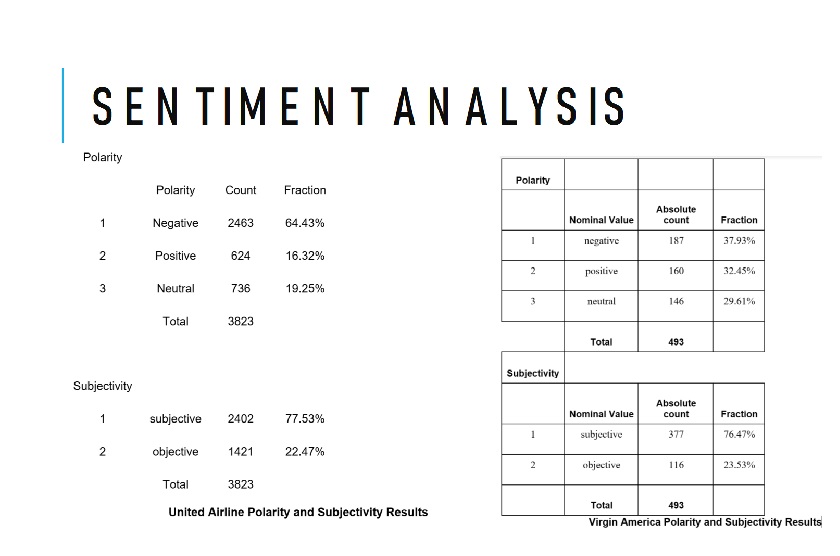 SENTIMENT ANALYSIS
Polarity
Polarity Count Fraction
1 Negative 2463 64.43%
2 Positive 624 16.32%
3 Neutral 736 19.25%
Total 3823
Subjectivity
1 subjective 2402 77.53%
2 objective 1421 22.47%
Total 3823
United Airline Polarity and Subjectivity Results
Polarity
Nominal Value Absolute count Fraction
1 negative 187 37.93%
2 positive 160 32.45%
3 neutral 146 29.61%
Total 493
Subjectivity
Nominal Value Absolute count Fraction
1 subjective 377 76.47%
2 objective 116 23.53%
Total 493
Virgin America Polarity and Subjectivity Results